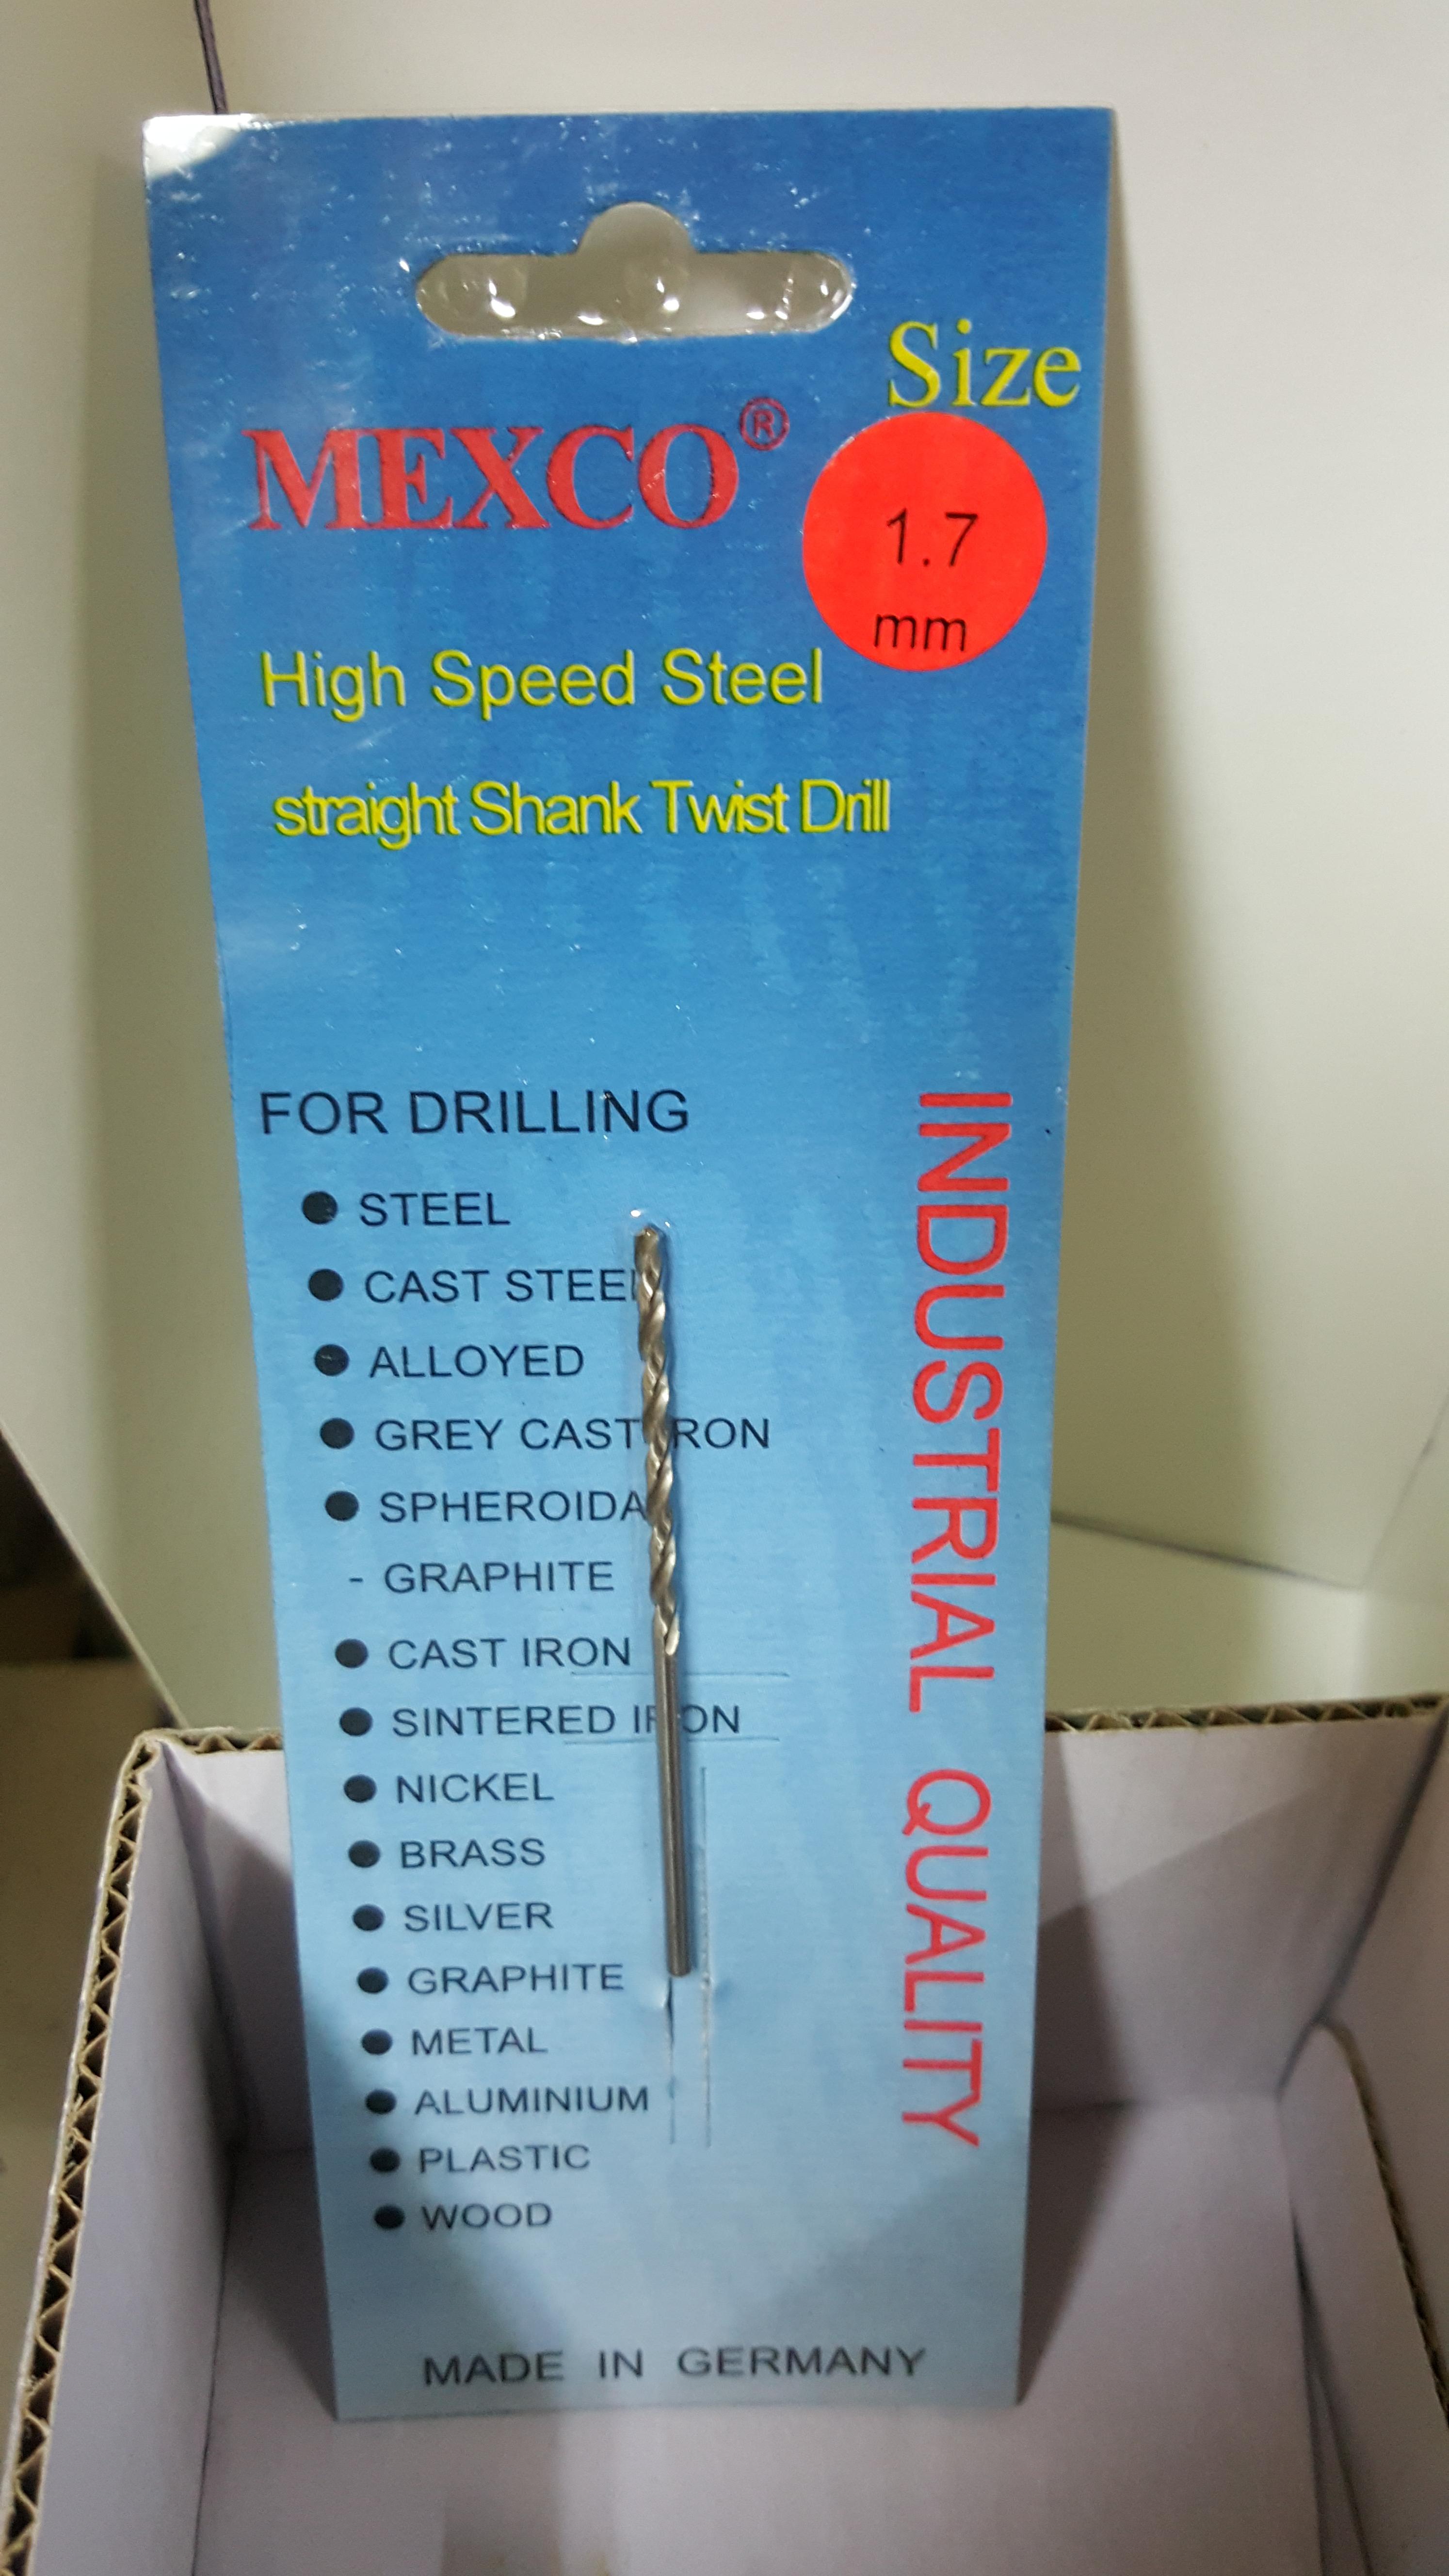 Size
MEXCO®
1.7
mm
High Speed Steel
straight Shank Twist Drill
FOR DRILLING
● STEEL
● CAST STEEL
● ALLOYED
● GREY CAST IRON
● SPHEROIDA
- GRAPHITE
● CAST IRON
● SINTERED IRON
● NICKEL
● BRASS
● SILVER
● GRAPHITE
● METAL
● ALUMINIUM
● PLASTIC
● WOOD
INDUSTRIAL QUALITY
MADE IN GERMANY